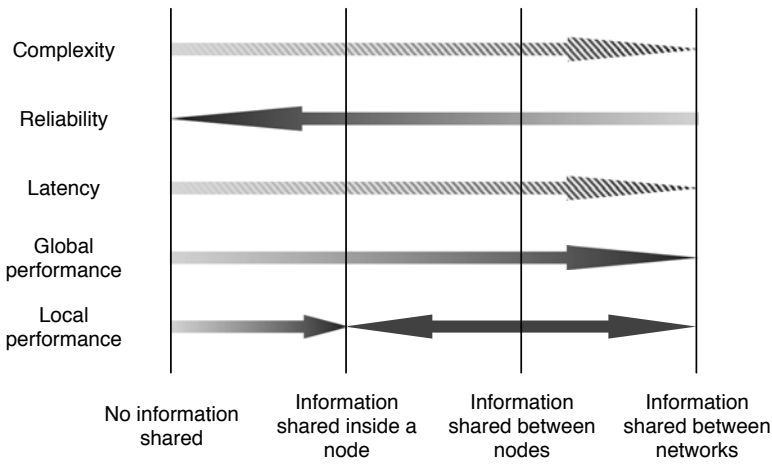 Complexity
Reliability
Latency
Global
performance
Local
performance
No information
shared
Information
shared inside a
node
Information
shared between
nodes
Information
shared between
networks